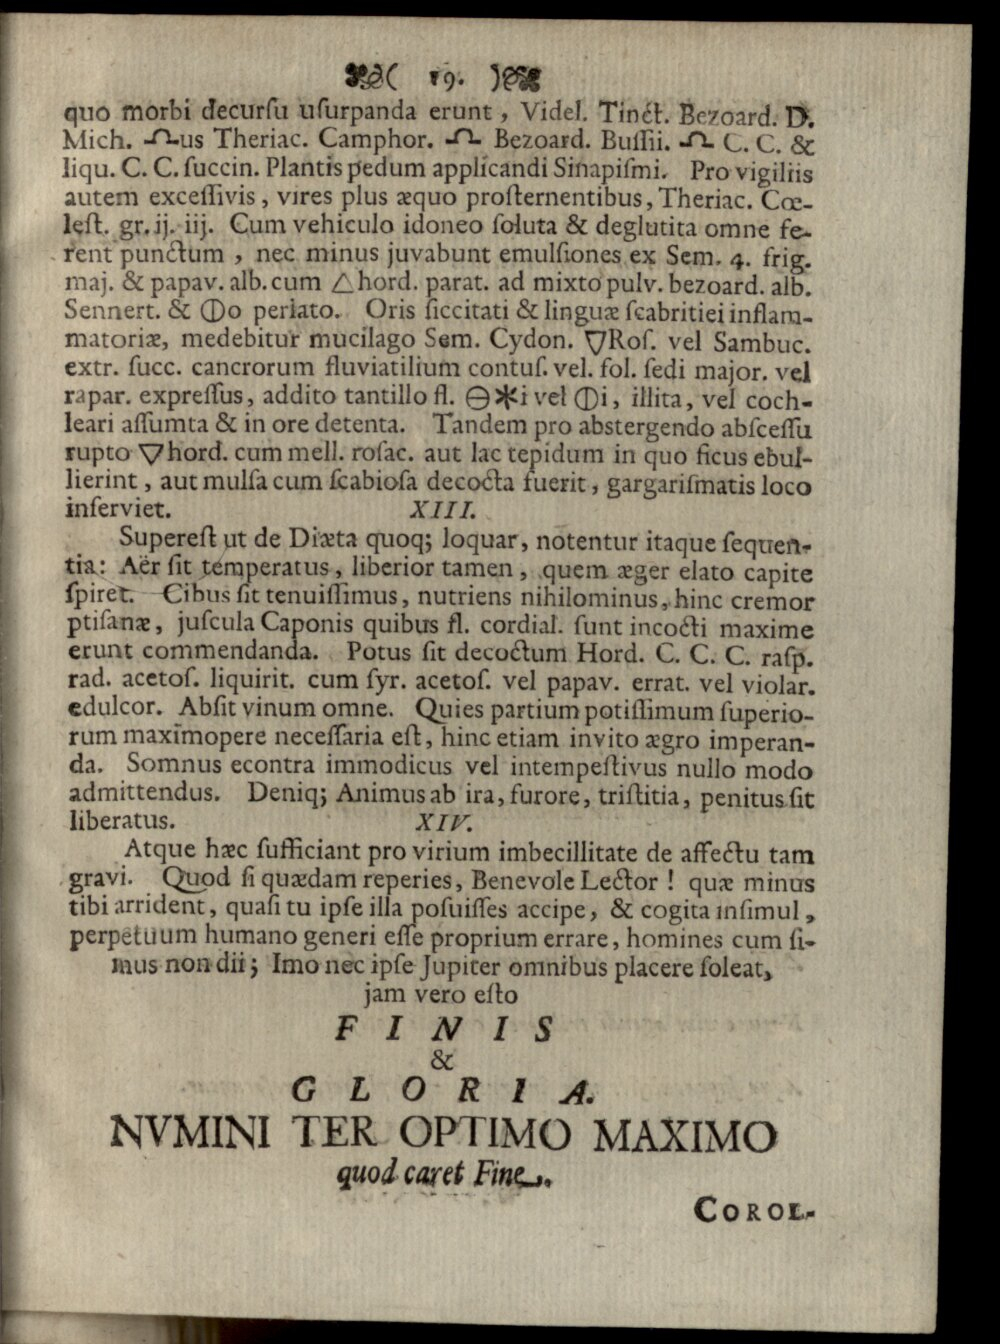 ( 19. )
quo morbi decurſu uſurpanda erunt, Videl. Tinct. Bezoard. D.
Mich. ♎us Theriac. Camphor. ♎ Bezoard. Buſſii. ♎ C. C. &
liqu. C. C. ſuccin. Plantis pedum applicandi Sinapiſmi. Pro vigiliis
autem exceſſivis, vires plus æquo proſternentibus, Theriac. Cœ-
leſt. gr. ij. iij. Cum vehiculo idoneo ſoluta & deglutita omne fe-
rent punctum, nec minus juvabunt emulſiones ex Sem. 4. frig.
maj. & papav. alb. cum △hord. parat. ad mixto pulv. bezoard. alb.
Sennert. & ⦶o perlato. Oris ſiccitati & linguæ ſcabritiei inflam-
matoriæ, medebitur mucilago Sem. Cydon. ▽Roſ. vel Sambuc.
extr. ſucc. cancrorum fluviatilium contuſ. vel. fol. ſedi major. vel
rapar. expreſſus, addito tantillo fl. ⊖✱i vel ⦶i, illita, vel coch-
leari aſſumta & in ore detenta. Tandem pro abstergendo abſceſſu
rupto ▽hord. cum mell. roſac. aut lac tepidum in quo ficus ebul-
lierint, aut mulſa cum ſcabioſa decocta fuerit, gargariſmatis loco
inſerviet. XIII.
Supereſt ut de Diæta quoq; loquar, notentur itaque ſequen-
tia: Aër ſit temperatus, liberior tamen, quem æger elato capite
ſpiret. Cibus ſit tenuiſſimus, nutriens nihilominus, hinc cremor
ptiſanæ, juſcula Caponis quibus fl. cordial. ſunt incocti maxime
erunt commendanda. Potus ſit decoctum Hord. C. C. C. raſp.
rad. acetoſ. liquirit. cum ſyr. acetoſ. vel papav. errat. vel violar.
edulcor. Abſit vinum omne. Quies partium potiſſimum ſuperio-
rum maximopere neceſſaria eſt, hinc etiam invito ægro imperan-
da. Somnus econtra immodicus vel intempeſtivus nullo modo
admittendus. Deniq; Animus ab ira, furore, triſtitia, penitus ſit
liberatus. XIV.
Atque hæc ſufficiant pro virium imbecillitate de affectu tam
gravi. Quod ſi quædam reperies, Benevole Lector! quæ minus
tibi arrident, quaſi tu ipſe illa poſuiſſes accipe, & cogita inſimul,
perpetuum humano generi eſſe proprium errare, homines cum ſi-
mus non dii; Imo nec ipſe Jupiter omnibus placere ſoleat,
jam vero eſto
FINIS
&
GLORIA.
NVMINI TER OPTIMO MAXIMO
quod caret Fine.
COROL-